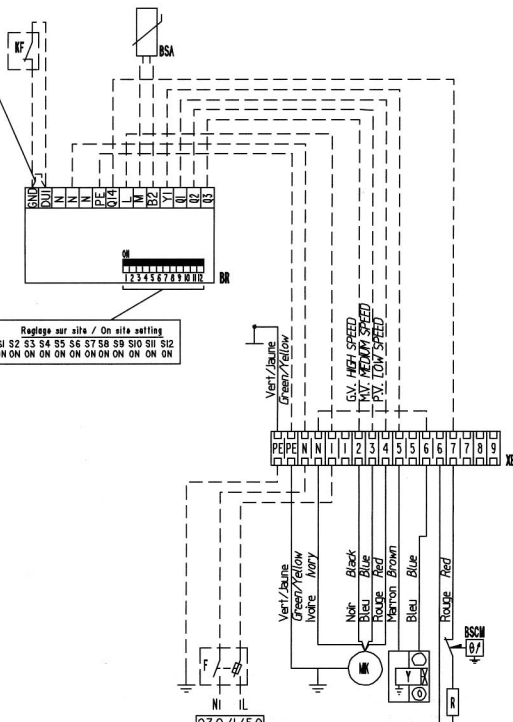 KF
BSA
GND DU1 N N N PE Q14 L M B2 Y1 Q1 Q2 Q3
ON
1 2 3 4 5 6 7 8 9 10 11 12
BR
Reglage sur site / On site setting
S1 S2 S3 S4 S5 S6 S7 S8 S9 S10 S11 S12
ON ON ON ON ON ON ON ON ON ON ON
Vert/Jaune
Green/Yellow
G.V. HIGH SPEED
M.V. MEDIUM SPEED
P.V. LOW SPEED
PE PE N N 1 1 2 3 4 5 5 6 6 7 7 8 9
Vert/Jaune
Green/Yellow
Ivoire Ivory
Noir Black
Bleu Blue
Rouge Red
Marron Brown
Bleu Blue
Rouge Red
BSCM
θ
F
MK
Y
R
N1 1L